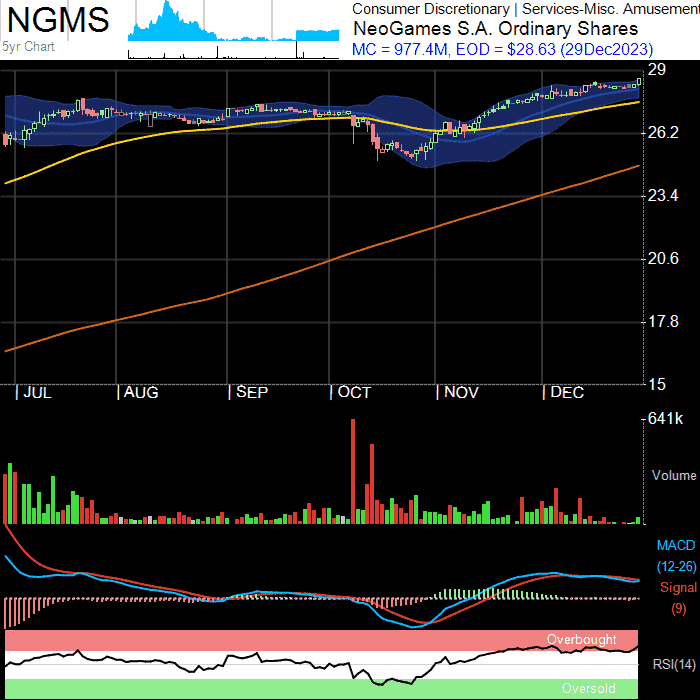 NGMS
5yr Chart
Consumer Discretionary | Services-Misc. Amusement
NeoGames S.A. Ordinary Shares
MC = 977.4M, EOD = $28.63 (29Dec2023)
29
26.2
23.4
20.6
17.8
15
JUL AUG SEP OCT NOV DEC
641k
Volume
MACD
(12-26)
Signal
(9)
Overbought
RSI(14)
Oversold